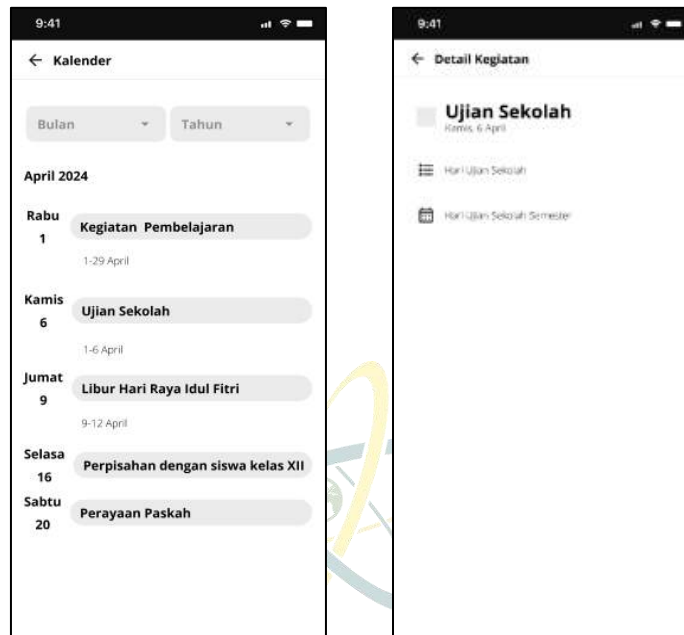 9:41
← Kalender
Bulan
Tahun
April 2024
Rabu
1
Kegiatan Pembelajaran
1-29 April
Kamis
6
Ujian Sekolah
1-6 April
Jumat
9
Libur Hari Raya Idul Fitri
9-12 April
Selasa
16
Perpisahan dengan siswa kelas XII
Sabtu
20
Perayaan Paskah
9:41
← Detail Kegiatan
Ujian Sekolah
Kamis, 6 April
Hari Ujian Sekolah
Hari Ujian Sekolah Semester